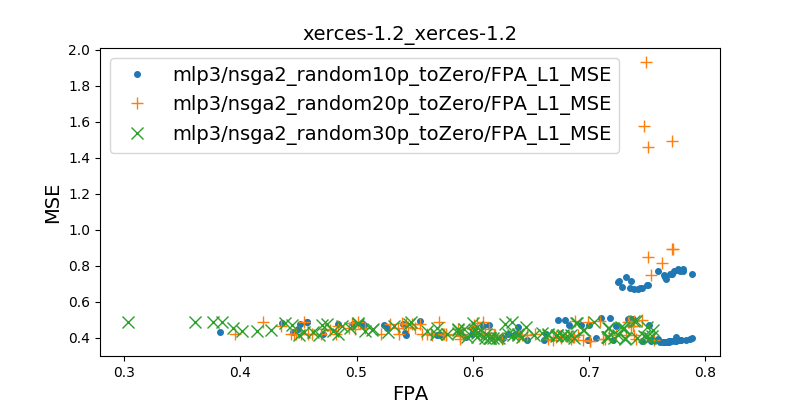 xerces-1.2_xerces-1.2
mlp3/nsga2_random10p_toZero/FPA_L1_MSE
mlp3/nsga2_random20p_toZero/FPA_L1_MSE
mlp3/nsga2_random30p_toZero/FPA_L1_MSE
MSE
2.0
1.8
1.6
1.4
1.2
1.0
0.8
0.6
0.4
0.3 0.4 0.5 0.6 0.7 0.8
FPA